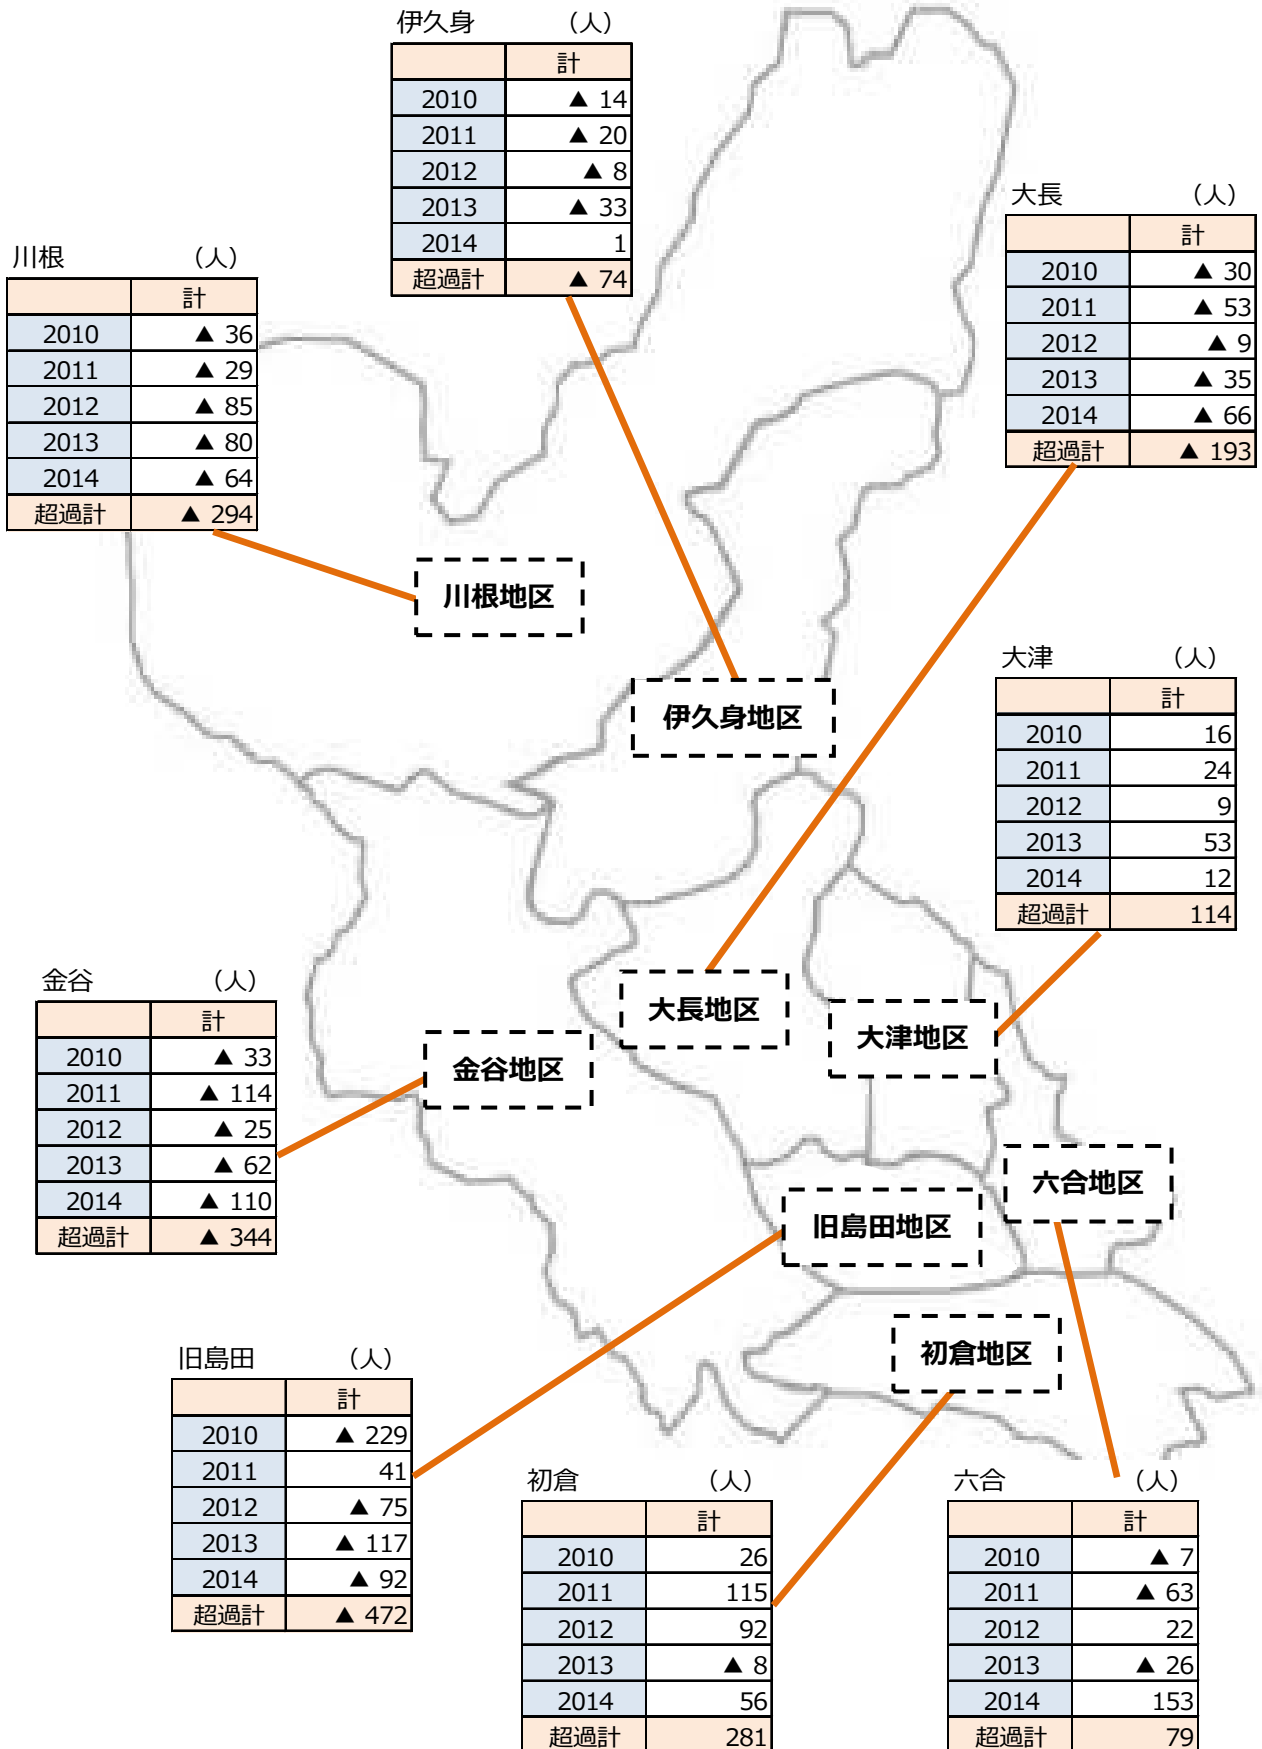 伊久身 （人）
計
2010 ▲ 14
2011 ▲ 20
2012 ▲ 8
2013 ▲ 33
2014 1
超過計 ▲ 74
大長 （人）
計
2010 ▲ 30
2011 ▲ 53
2012 ▲ 9
2013 ▲ 35
2014 ▲ 66
超過計 ▲ 193
川根 （人）
計
2010 ▲ 36
2011 ▲ 29
2012 ▲ 85
2013 ▲ 80
2014 ▲ 64
超過計 ▲ 294
川根地区
伊久身地区
大津 （人）
計
2010 16
2011 24
2012 9
2013 53
2014 12
超過計 114
大長地区
大津地区
金谷地区
金谷 （人）
計
2010 ▲ 33
2011 ▲ 114
2012 ▲ 25
2013 ▲ 62
2014 ▲ 110
超過計 ▲ 344
六合地区
旧島田地区
初倉地区
旧島田 （人）
計
2010 ▲ 229
2011 41
2012 ▲ 75
2013 ▲ 117
2014 ▲ 92
超過計 ▲ 472
初倉 （人）
計
2010 26
2011 115
2012 92
2013 ▲ 8
2014 56
超過計 281
六合 （人）
計
2010 ▲ 7
2011 ▲ 63
2012 22
2013 ▲ 26
2014 153
超過計 79